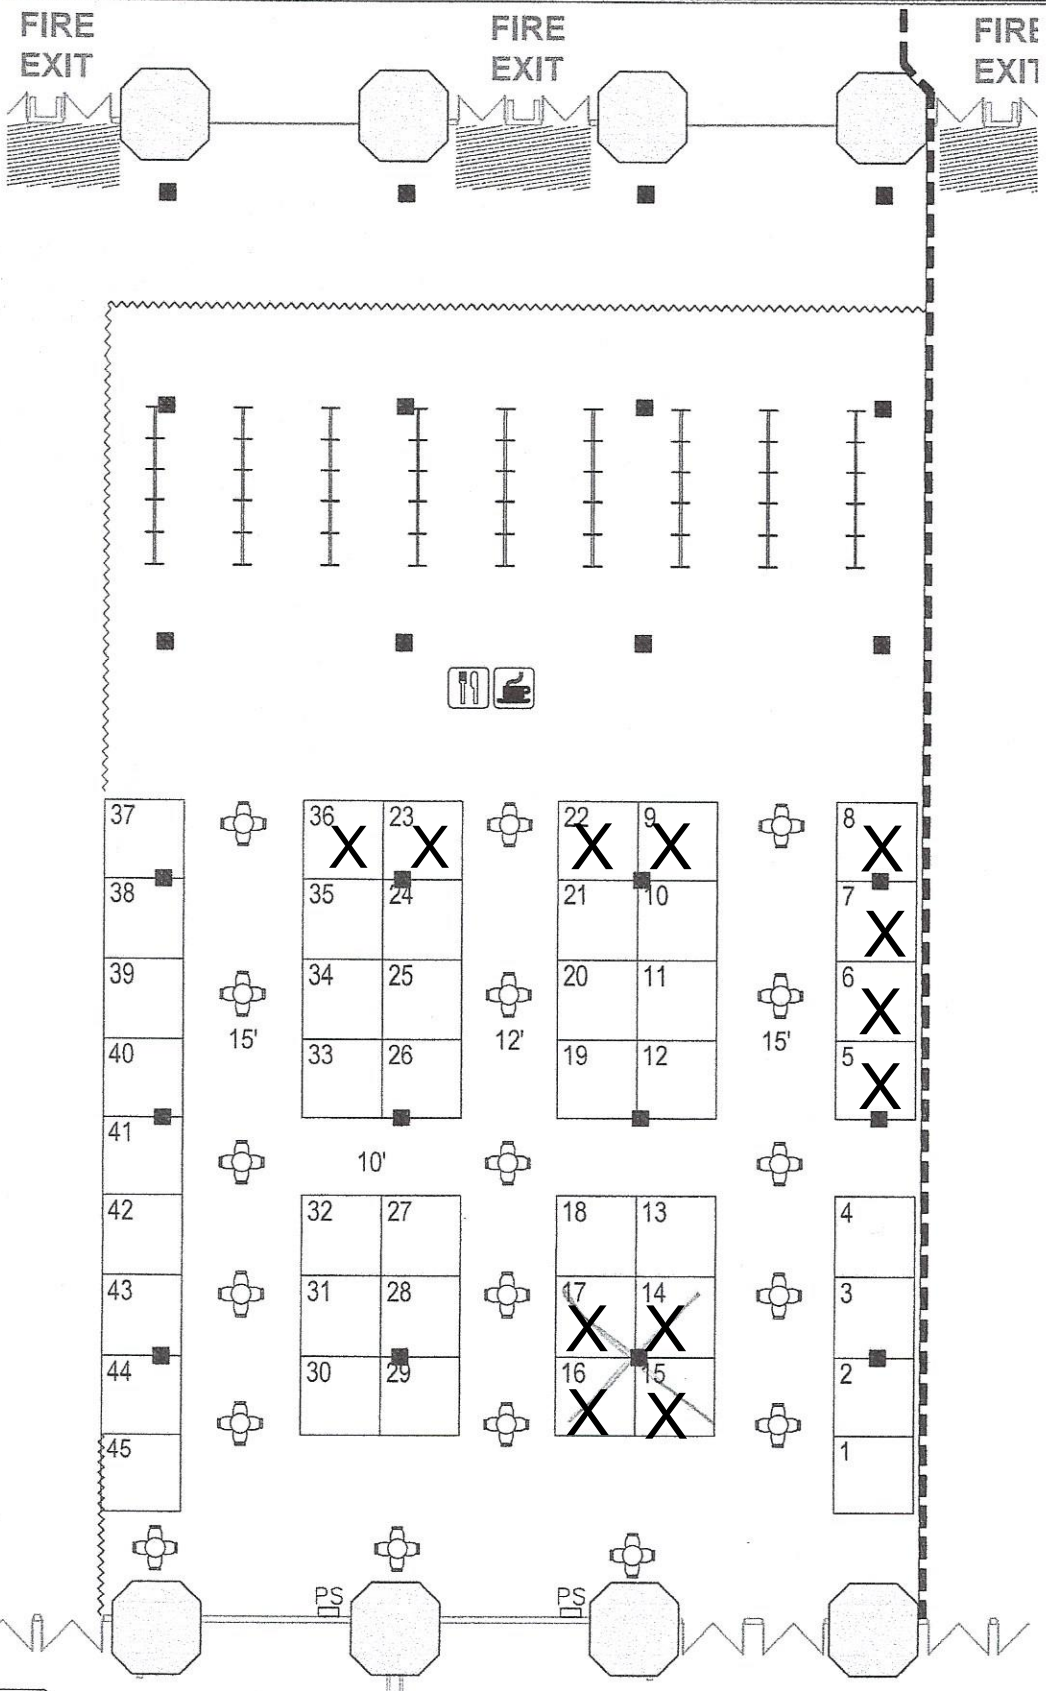 FIRE EXIT
FIRE EXIT
FIRE EXIT
37 36 23 22 9 8
X X X X X
38 35 24 21 10 7
X
39 34 25 20 11 6
X
15' 12' 15'
40 33 26 19 12 5
X
41
10'
42 32 27 18 13 4
43 31 28 17 14 3
X X
44 30 29 16 15 2
X X
45 1
PS PS